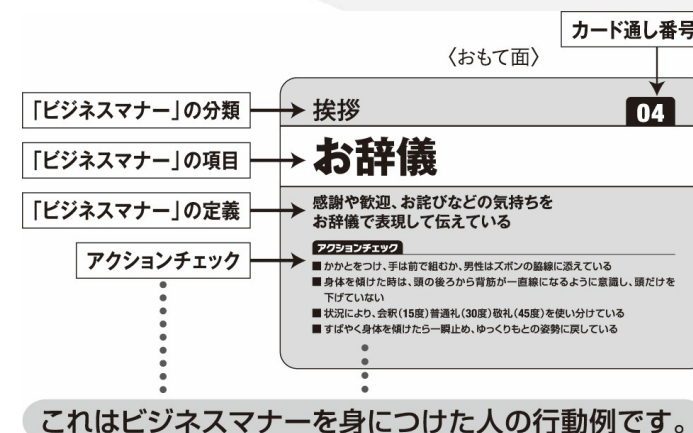 カード通し番号
〈おもて面〉
「ビジネスマナー」の分類
挨拶
04
「ビジネスマナー」の項目
お辞儀
「ビジネスマナー」の定義
感謝や歓迎、お詫びなどの気持ちを
お辞儀で表現して伝えている
アクションチェック
アクションチェック
■ かかとをつけ、手は前で組むか、男性はズボンの脇線に添えている
■ 身体を傾けた時は、頭の後ろから背筋が一直線になるように意識し、頭だけを
下げていない
■ 状況により、会釈(15度)普通礼(30度)敬礼(45度)を使い分けている
■ すばやく身体を傾けたら一瞬止め、ゆっくりもとの姿勢に戻している
これはビジネスマナーを身につけた人の行動例です。